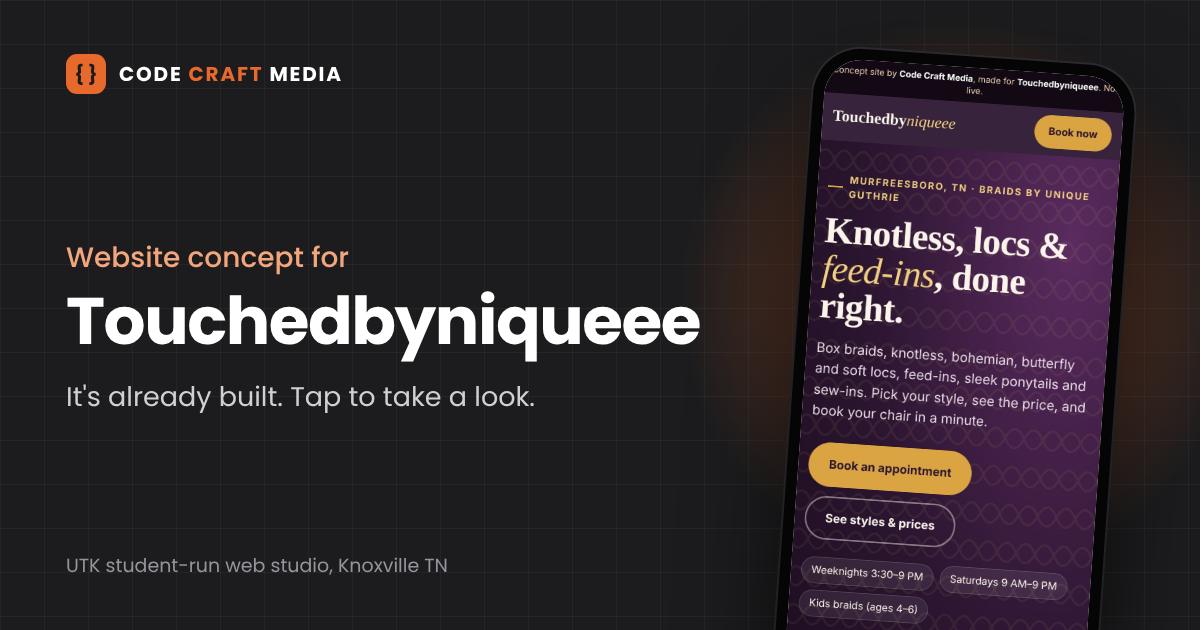 { } CODE CRAFT MEDIA
Website concept for
Touchedbyniqueee
It's already built. Tap to take a look.
UTK student-run web studio, Knoxville TN
Concept site by Code Craft Media, made for Touchedbyniqueee. No
live.
Touchedbyniqueee
Book now
— MURFREESBORO, TN · BRAIDS BY UNIQUE
GUTHRIE
Knotless, locs &
feed-ins, done
right.
Box braids, knotless, bohemian, butterfly
and soft locs, feed-ins, sleek ponytails and
sew-ins. Pick your style, see the price, and
book your chair in a minute.
Book an appointment
See styles & prices
Weeknights 3:30–9 PM
Saturdays 9 AM–9 PM
Kids braids (ages 4–6)